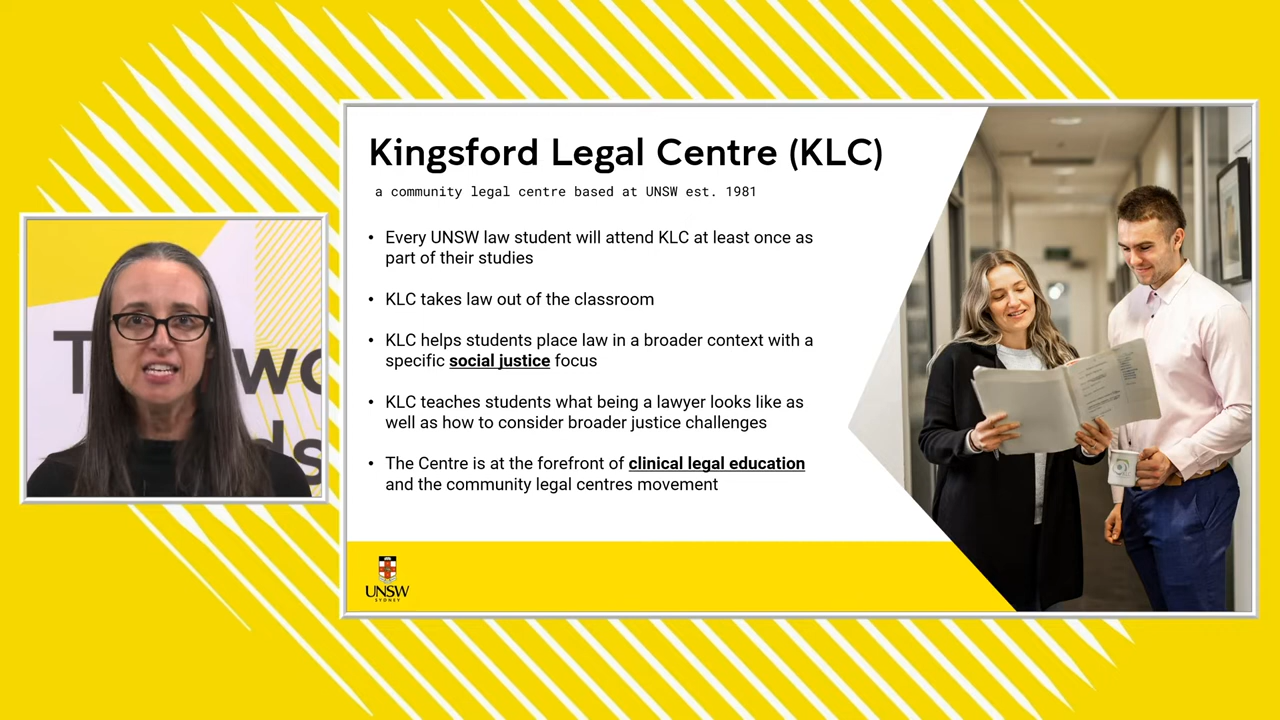 Kingsford Legal Centre (KLC)
a community legal centre based at UNSW est. 1981
• Every UNSW law student will attend KLC at least once as
part of their studies
• KLC takes law out of the classroom
• KLC helps students place law in a broader context with a
specific social justice focus
• KLC teaches students what being a lawyer looks like as
well as how to consider broader justice challenges
• The Centre is at the forefront of clinical legal education
and the community legal centres movement
UNSW
SYDNEY